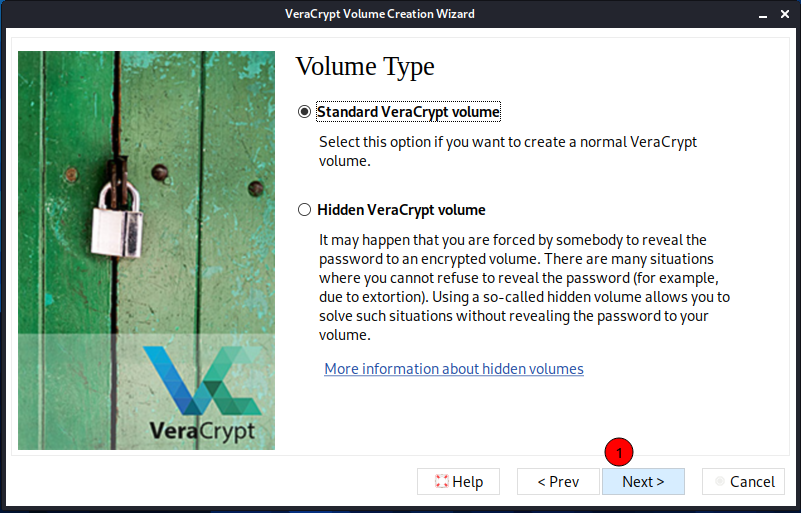 VeraCrypt Volume Creation Wizard
Volume Type
Standard VeraCrypt volume
Select this option if you want to create a normal VeraCrypt
volume.
Hidden VeraCrypt volume
It may happen that you are forced by somebody to reveal the
password to an encrypted volume. There are many situations
where you cannot refuse to reveal the password (for example,
due to extortion). Using a so-called hidden volume allows you to
solve such situations without revealing the password to your
volume.
More information about hidden volumes
VeraCrypt
1
Help
< Prev
Next >
Cancel